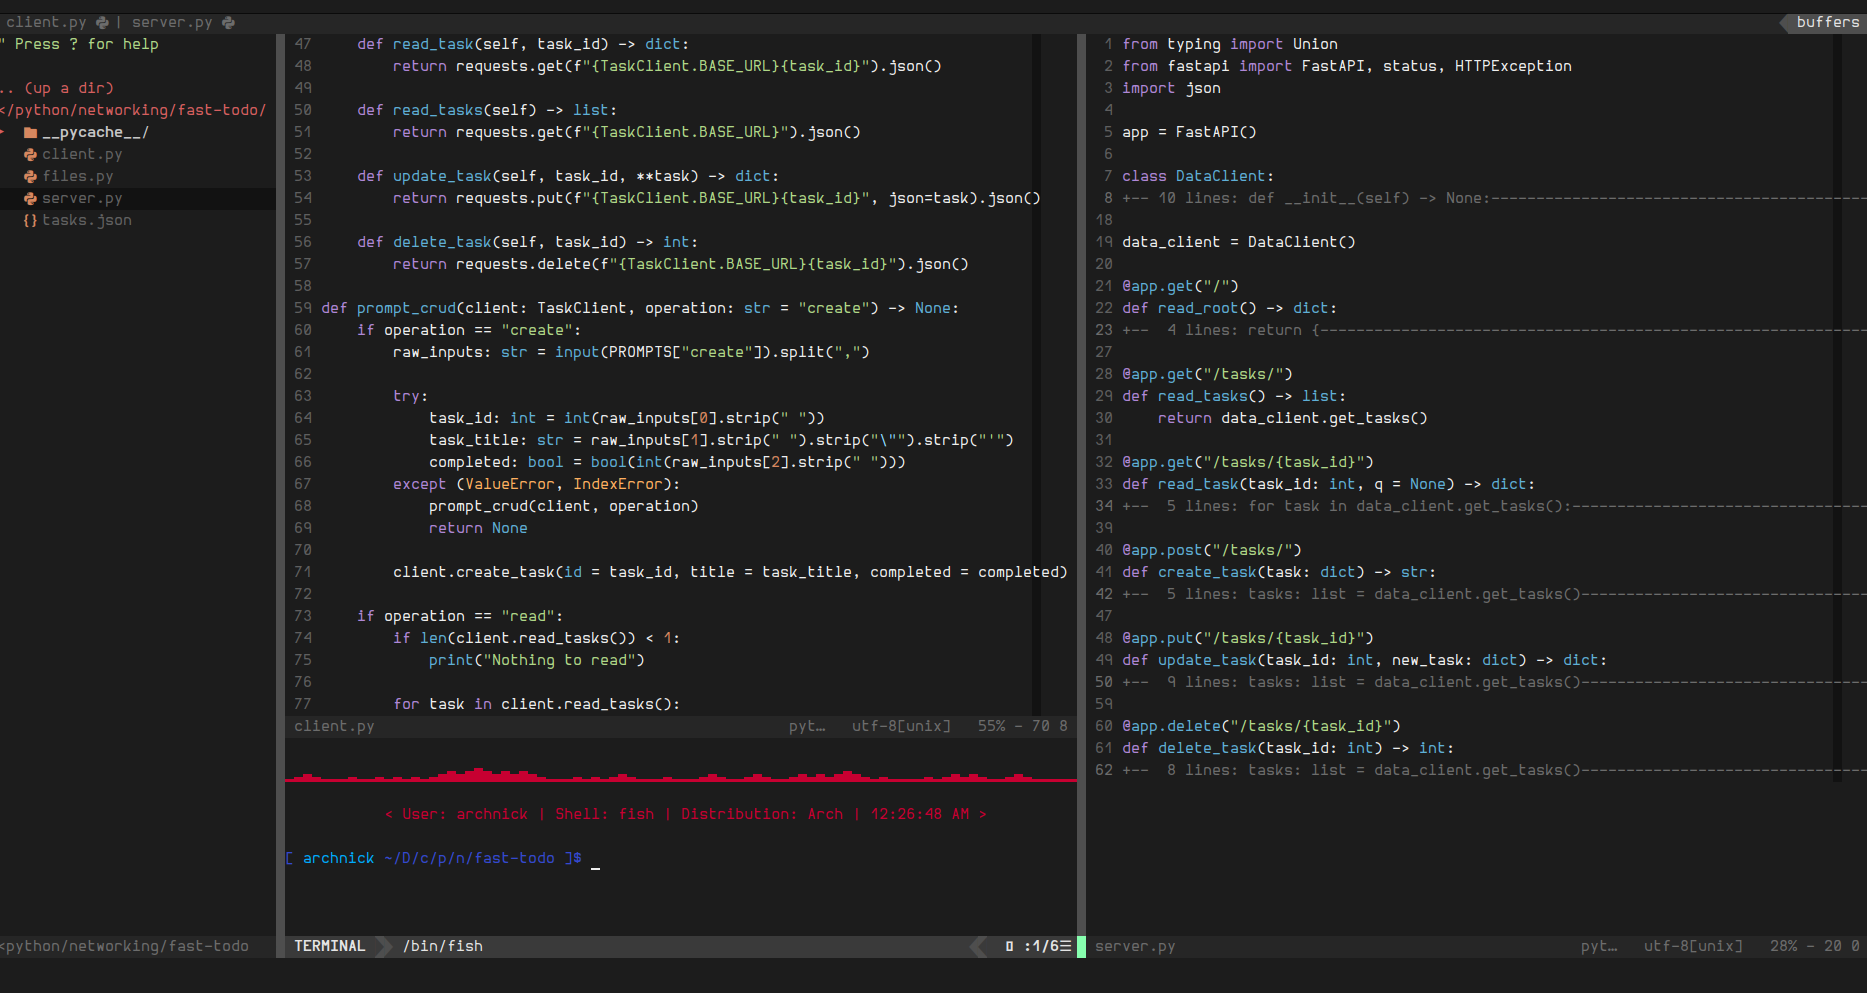 client.py | server.py
buffers
" Press ? for help
.. (up a dir)
</python/networking/fast-todo/
__pycache__/
client.py
files.py
server.py
tasks.json
<python/networking/fast-todo
47     def read_task(self, task_id) -> dict:
48         return requests.get(f"{TaskClient.BASE_URL}{task_id}").json()
49
50     def read_tasks(self) -> list:
51         return requests.get(f"{TaskClient.BASE_URL}").json()
52
53     def update_task(self, task_id, **task) -> dict:
54         return requests.put(f"{TaskClient.BASE_URL}{task_id}", json=task).json()
55
56     def delete_task(self, task_id) -> int:
57         return requests.delete(f"{TaskClient.BASE_URL}{task_id}").json()
58
59 def prompt_crud(client: TaskClient, operation: str = "create") -> None:
60     if operation == "create":
61         raw_inputs: str = input(PROMPTS["create"]).split(",")
62
63         try:
64             task_id: int = int(raw_inputs[0].strip(" "))
65             task_title: str = raw_inputs[1].strip(" ").strip("\"").strip("'")
66             completed: bool = bool(int(raw_inputs[2].strip(" ")))
67         except (ValueError, IndexError):
68             prompt_crud(client, operation)
69             return None
70
71         client.create_task(id = task_id, title = task_title, completed = completed)
72
73     if operation == "read":
74         if len(client.read_tasks()) < 1:
75             print("Nothing to read")
76
77         for task in client.read_tasks():
client.py pyt… utf-8[unix] 55% - 70 8
< User: archnick | Shell: fish | Distribution: Arch | 12:26:48 AM >
[ archnick ~/D/c/p/n/fast-todo ]$ _
TERMINAL /bin/fish :1/6☰
1 from typing import Union
2 from fastapi import FastAPI, status, HTTPException
3 import json
4
5 app = FastAPI()
6
7 class DataClient:
8 +-- 10 lines: def __init__(self) -> None:------------------------------------------
18
19 data_client = DataClient()
20
21 @app.get("/")
22 def read_root() -> dict:
23 +--  4 lines: return {-------------------------------------------------------------
27
28 @app.get("/tasks/")
29 def read_tasks() -> list:
30     return data_client.get_tasks()
31
32 @app.get("/tasks/{task_id}")
33 def read_task(task_id: int, q = None) -> dict:
34 +--  5 lines: for task in data_client.get_tasks():---------------------------------
39
40 @app.post("/tasks/")
41 def create_task(task: dict) -> str:
42 +--  5 lines: tasks: list = data_client.get_tasks()--------------------------------
47
48 @app.put("/tasks/{task_id}")
49 def update_task(task_id: int, new_task: dict) -> dict:
50 +--  9 lines: tasks: list = data_client.get_tasks()--------------------------------
59
60 @app.delete("/tasks/{task_id}")
61 def delete_task(task_id: int) -> int:
62 +--  8 lines: tasks: list = data_client.get_tasks()--------------------------------
server.py pyt… utf-8[unix] 28% - 20 0